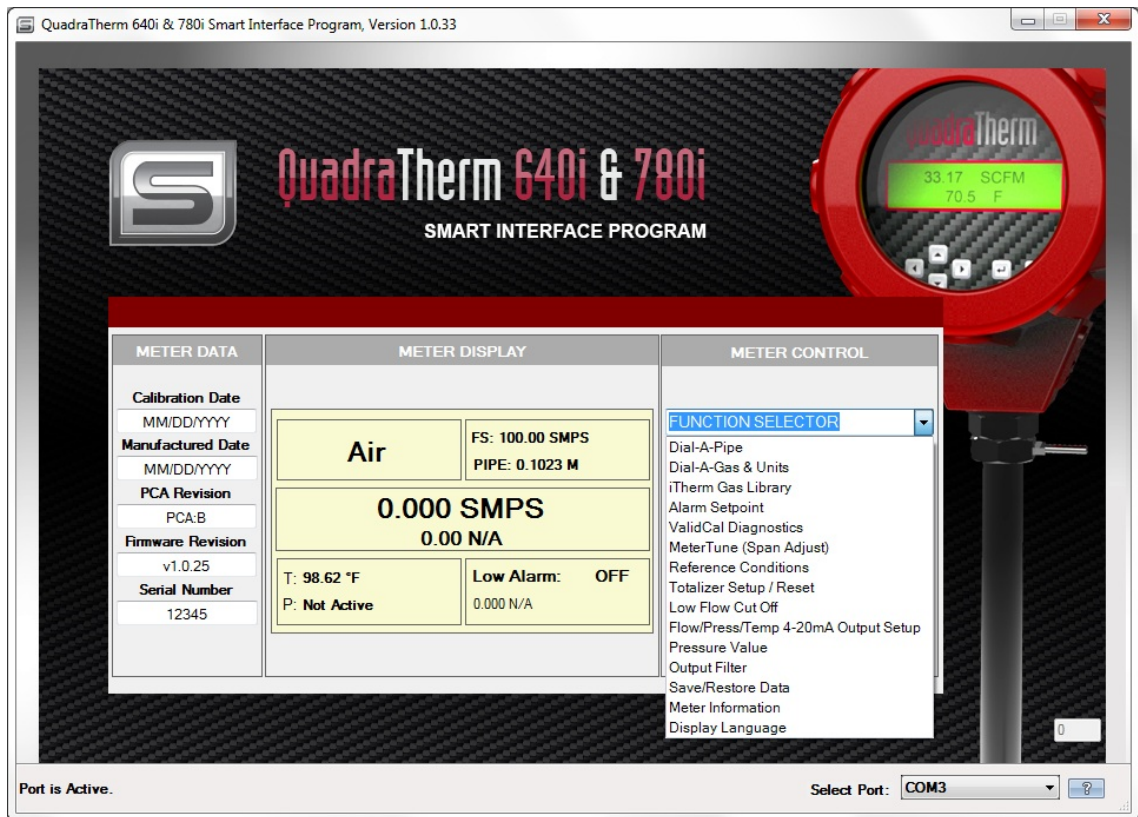 QuadraTherm 640i & 780i Smart Interface Program, Version 1.0.33
S
QuadraTherm 640i & 780i
SMART INTERFACE PROGRAM
QuadraTherm
33.17 SCFM
70.5 F
METER DATA
Calibration Date
MM/DD/YYYY
Manufactured Date
MM/DD/YYYY
PCA Revision
PCA:B
Firmware Revision
v1.0.25
Serial Number
12345
METER DISPLAY
Air
FS: 100.00 SMPS
PIPE: 0.1023 M
0.000 SMPS
0.00 N/A
T: 98.62 °F
P: Not Active
Low Alarm: OFF
0.000 N/A
METER CONTROL
FUNCTION SELECTOR
Dial-A-Pipe
Dial-A-Gas & Units
iTherm Gas Library
Alarm Setpoint
ValidCal Diagnostics
MeterTune (Span Adjust)
Reference Conditions
Totalizer Setup / Reset
Low Flow Cut Off
Flow/Press/Temp 4-20mA Output Setup
Pressure Value
Output Filter
Save/Restore Data
Meter Information
Display Language
0
Port is Active.
Select Port: COM3
?